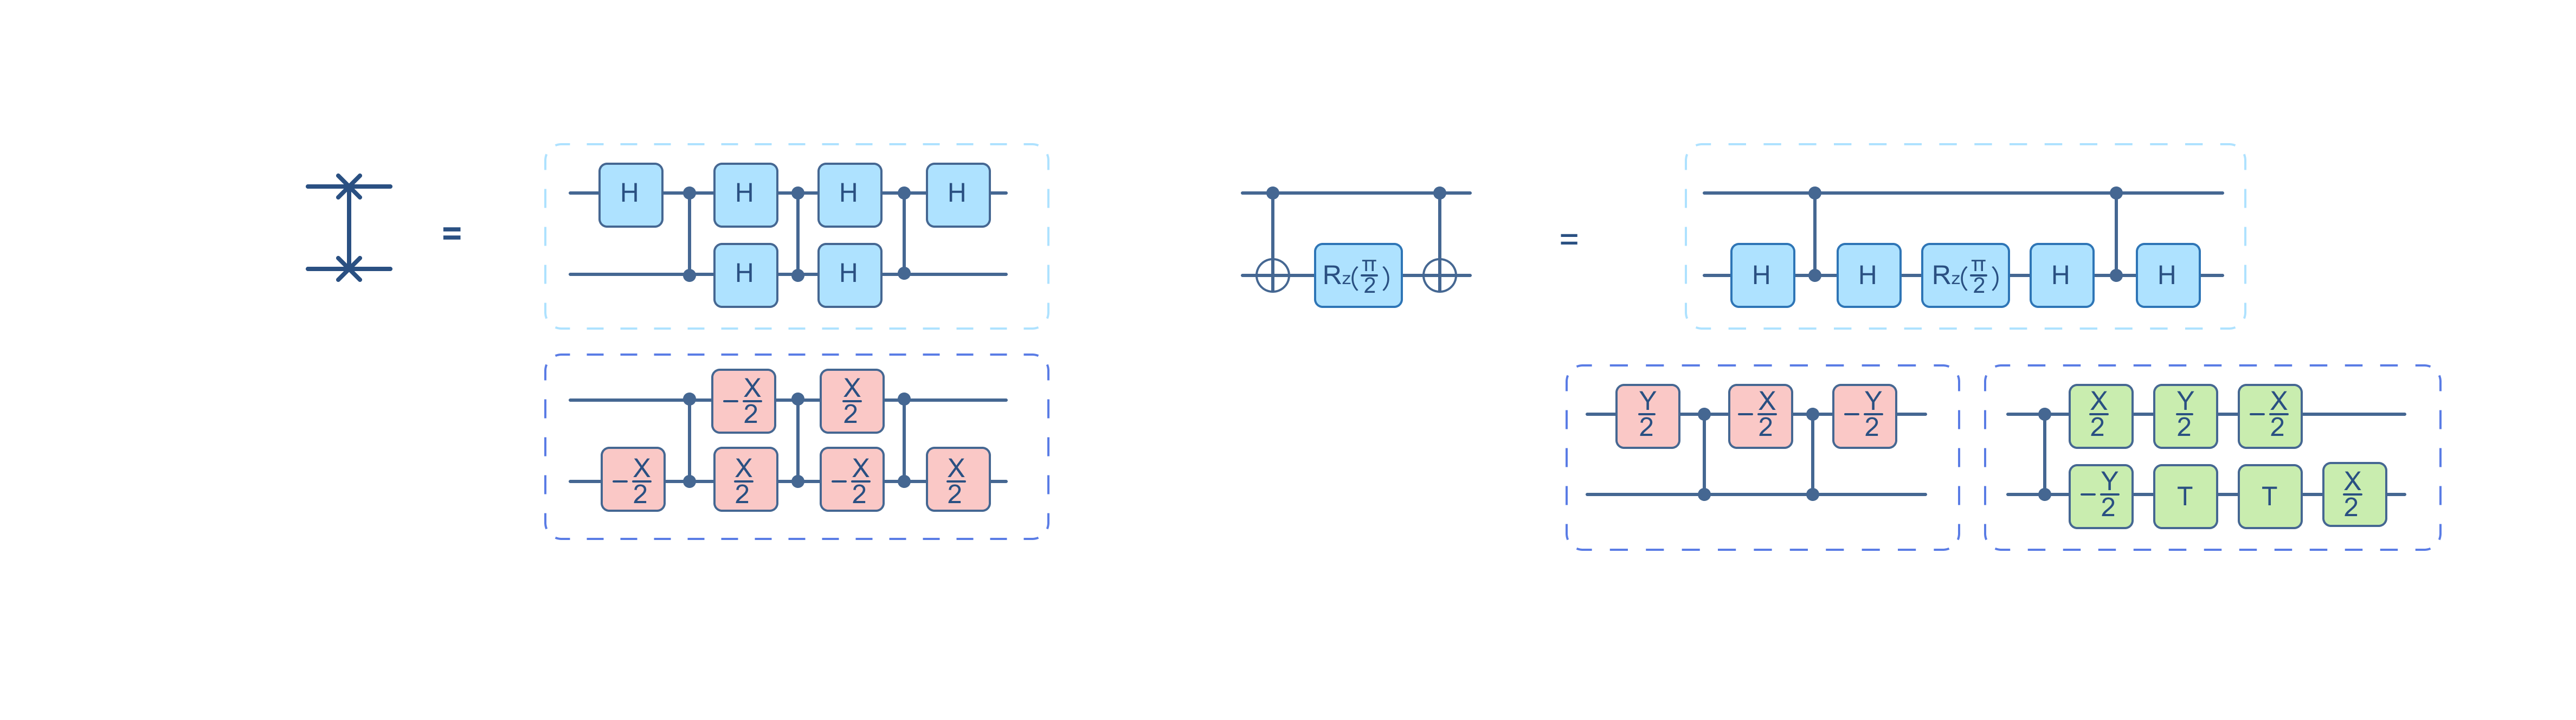 H H H H
= H H
-X/2 X/2
-X/2 X/2 -X/2 X/2
Rz(π/2) = H H Rz(π/2) H H
Y/2 -X/2 -Y/2
X/2 Y/2 -X/2
-Y/2 T T X/2